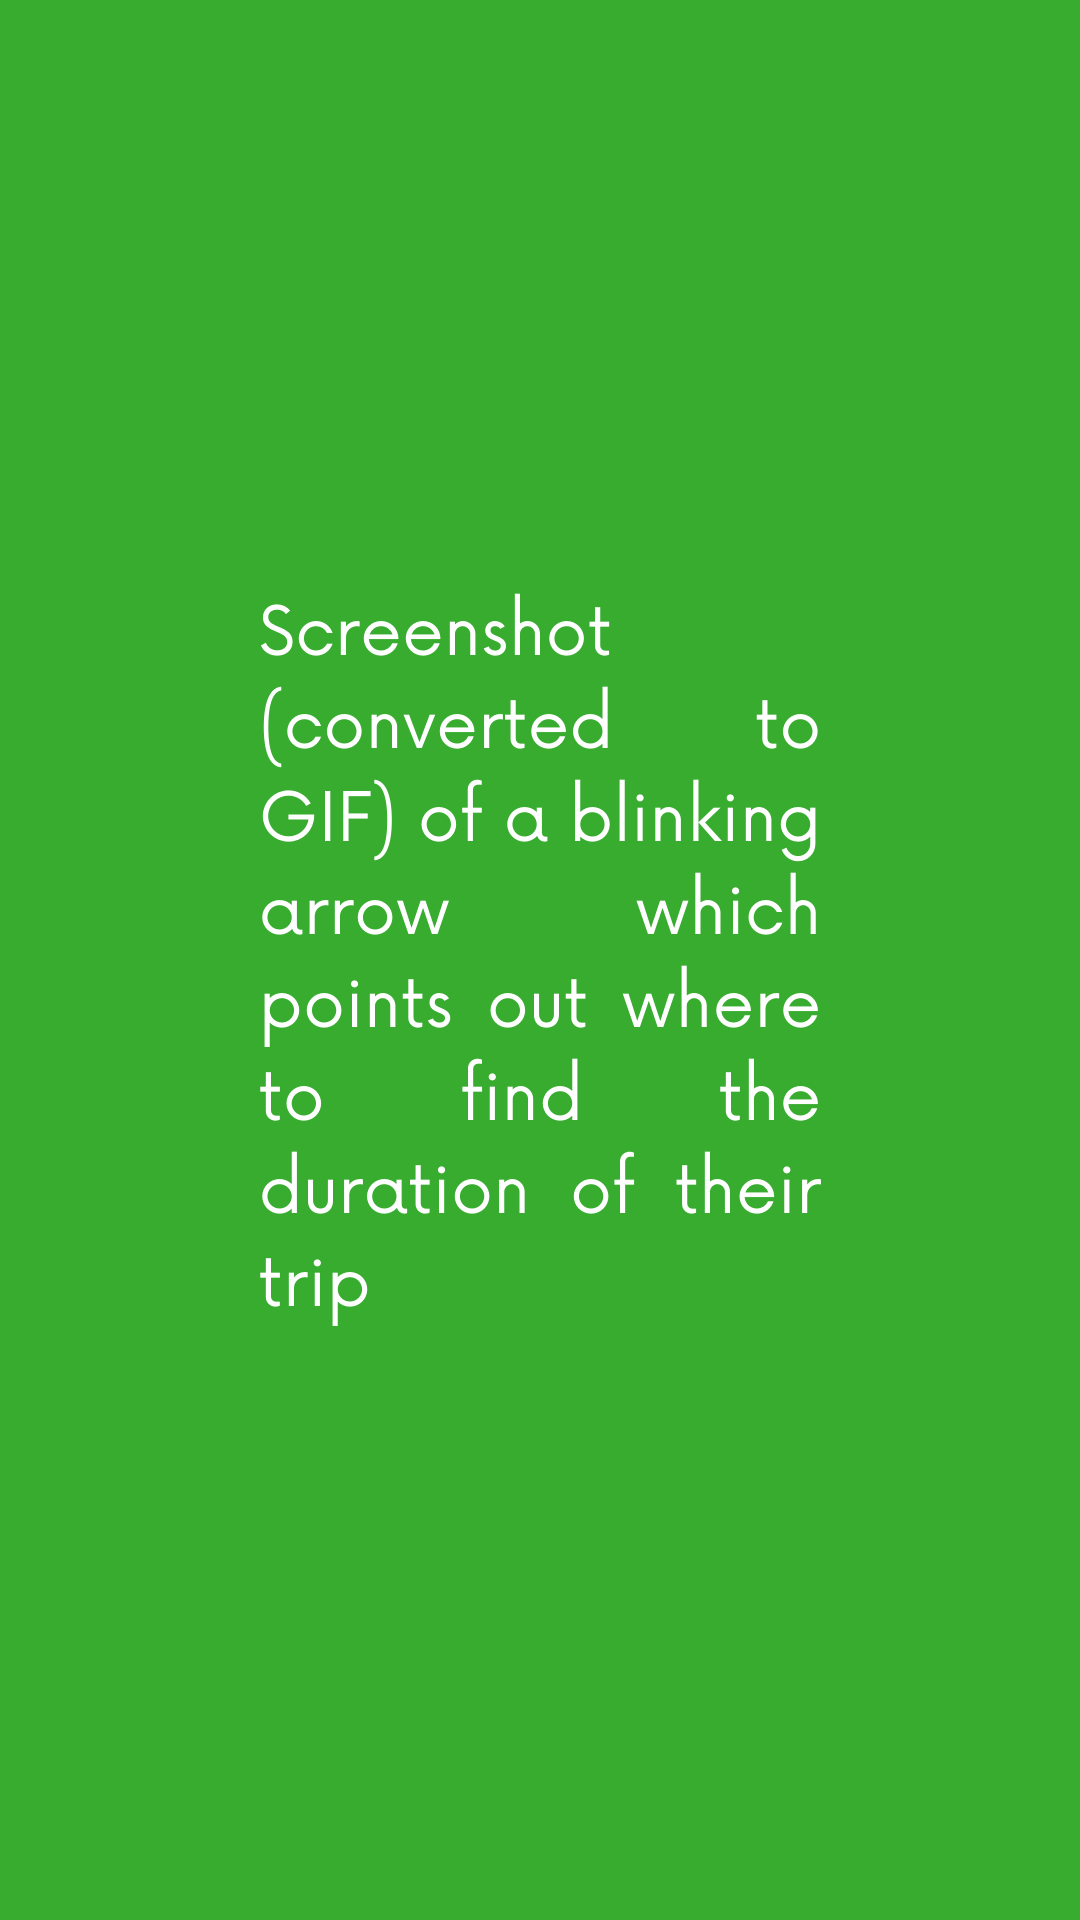 Screenshot
(converted to
GIF) of a blinking
arrow which
points out where
to find the
duration of their
trip